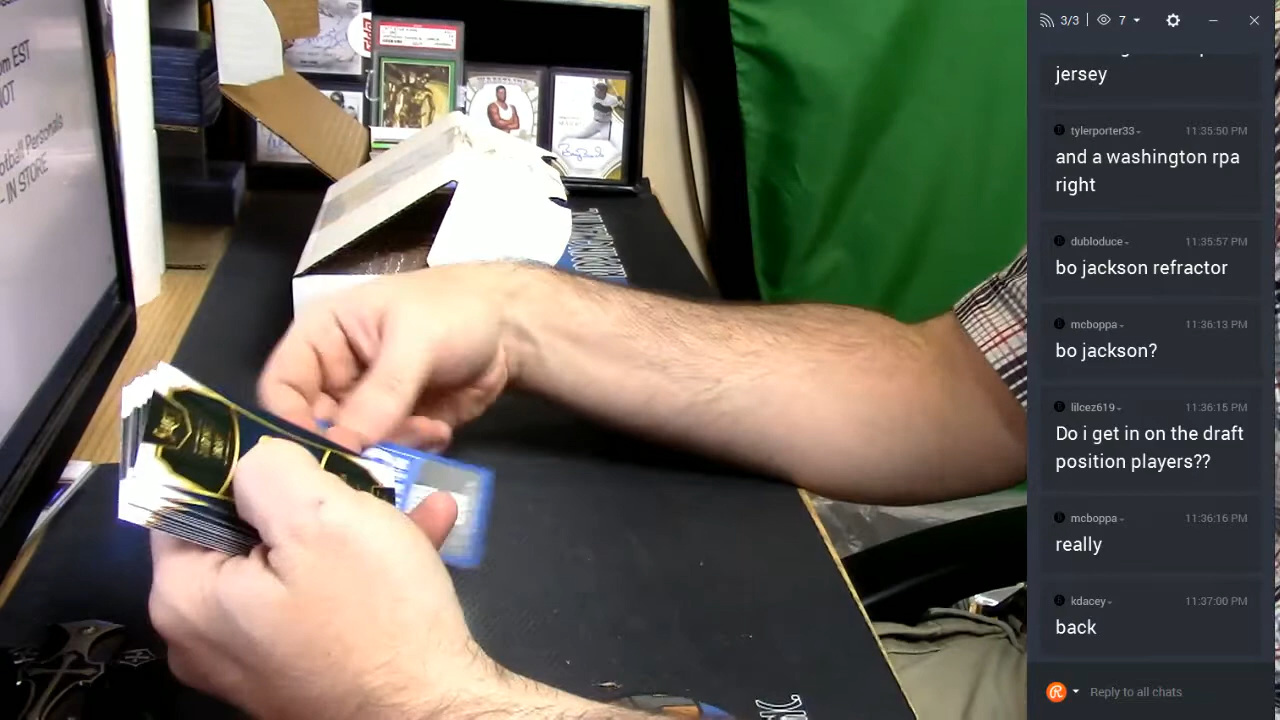 om EST
NOT
otball Personals
- IN STORE
3/3
7
jersey
tylerporter33
11:35:50 PM
and a washington rpa
right
dubloduce
11:35:57 PM
bo jackson refractor
mcboppa
11:36:13 PM
bo jackson?
lilcez619
11:36:15 PM
Do i get in on the draft
position players??
mcboppa
11:36:16 PM
really
kdacey
11:37:00 PM
back
Reply to all chats